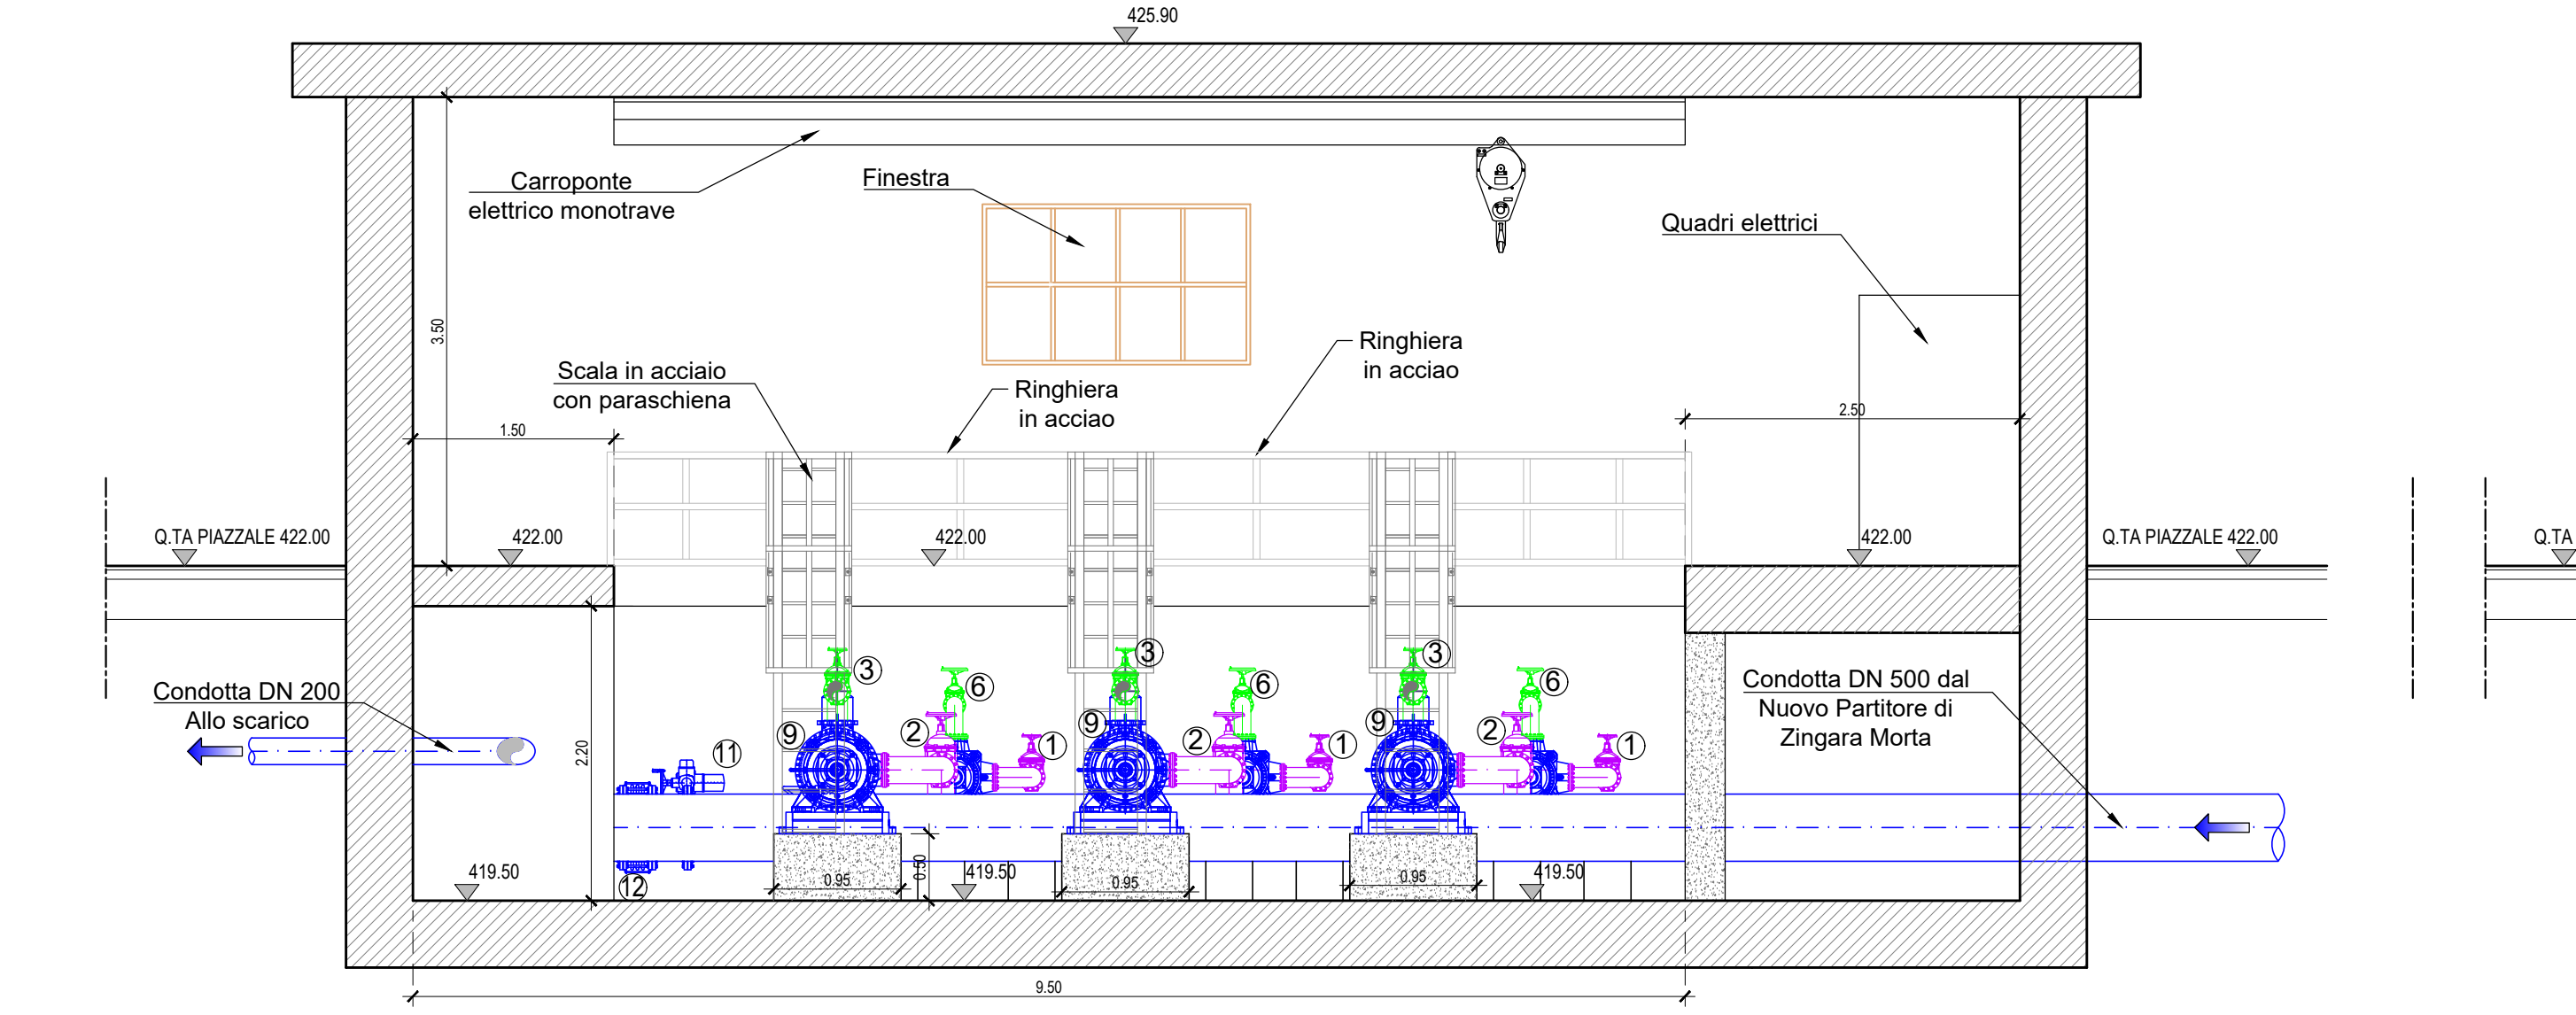 425.90
Carroponte
elettrico monotrave
Finestra
Quadri elettrici
3.50
Scala in acciaio
con paraschiena
Ringhiera
in acciao
Ringhiera
in acciao
1.50
2.50
Q.TA PIAZZALE 422.00
422.00
422.00
422.00
Q.TA PIAZZALE 422.00
Q.TA
Condotta DN 200
Allo scarico
3
6
9
2
1
3
6
9
2
1
3
6
9
2
1
Condotta DN 500 dal
Nuovo Partitore di
Zingara Morta
2.20
11
12
419.50
0.95
0.50
419.50
0.95
0.95
419.50
9.50